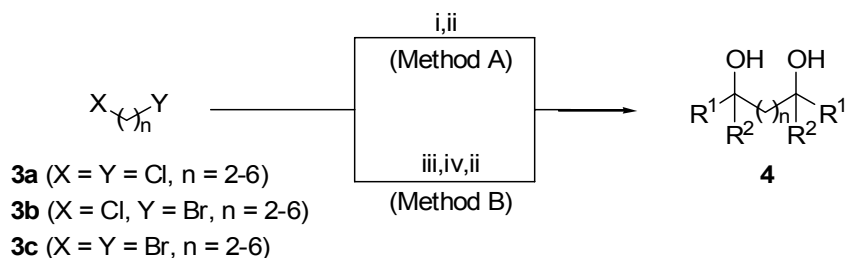 i,ii
(Method A)
X Y
( )n
OH OH
R¹ ( )n R¹
R² R²
iii,iv,ii
(Method B)
3a (X = Y = Cl, n = 2-6)
3b (X = Cl, Y = Br, n = 2-6)
3c (X = Y = Br, n = 2-6)
4